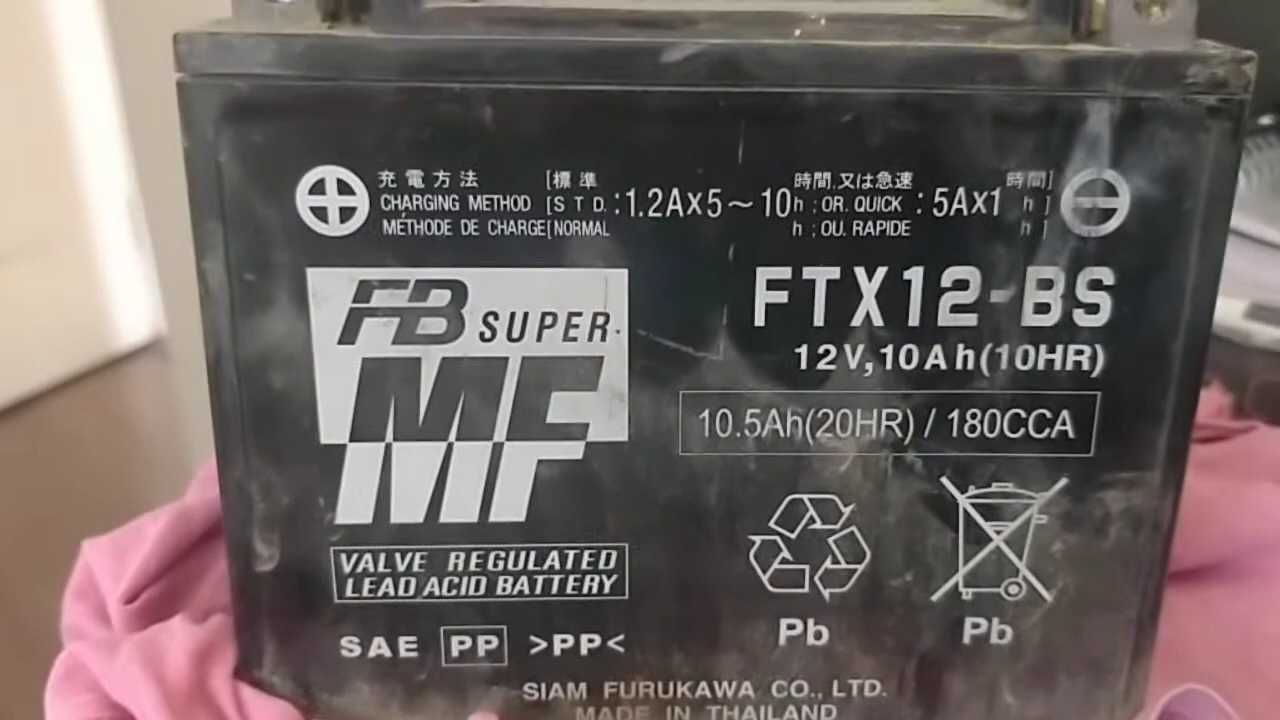 充電方法 [標準 :1.2A×5～10 時間,又は急速 :5A×1 時間]
CHARGING METHOD [S T D. h ; OR. QUICK h ]
MÉTHODE DE CHARGE[NORMAL h ; OU. RAPIDE h ]
FB SUPER
MF
MF
FTX12-BS
12V,10Ah(10HR)
10.5Ah(20HR) / 180CCA
VALVE REGULATED
LEAD ACID BATTERY
SAE PP >PP<
Pb Pb
SIAM FURUKAWA CO., LTD.
MADE IN THAILAND